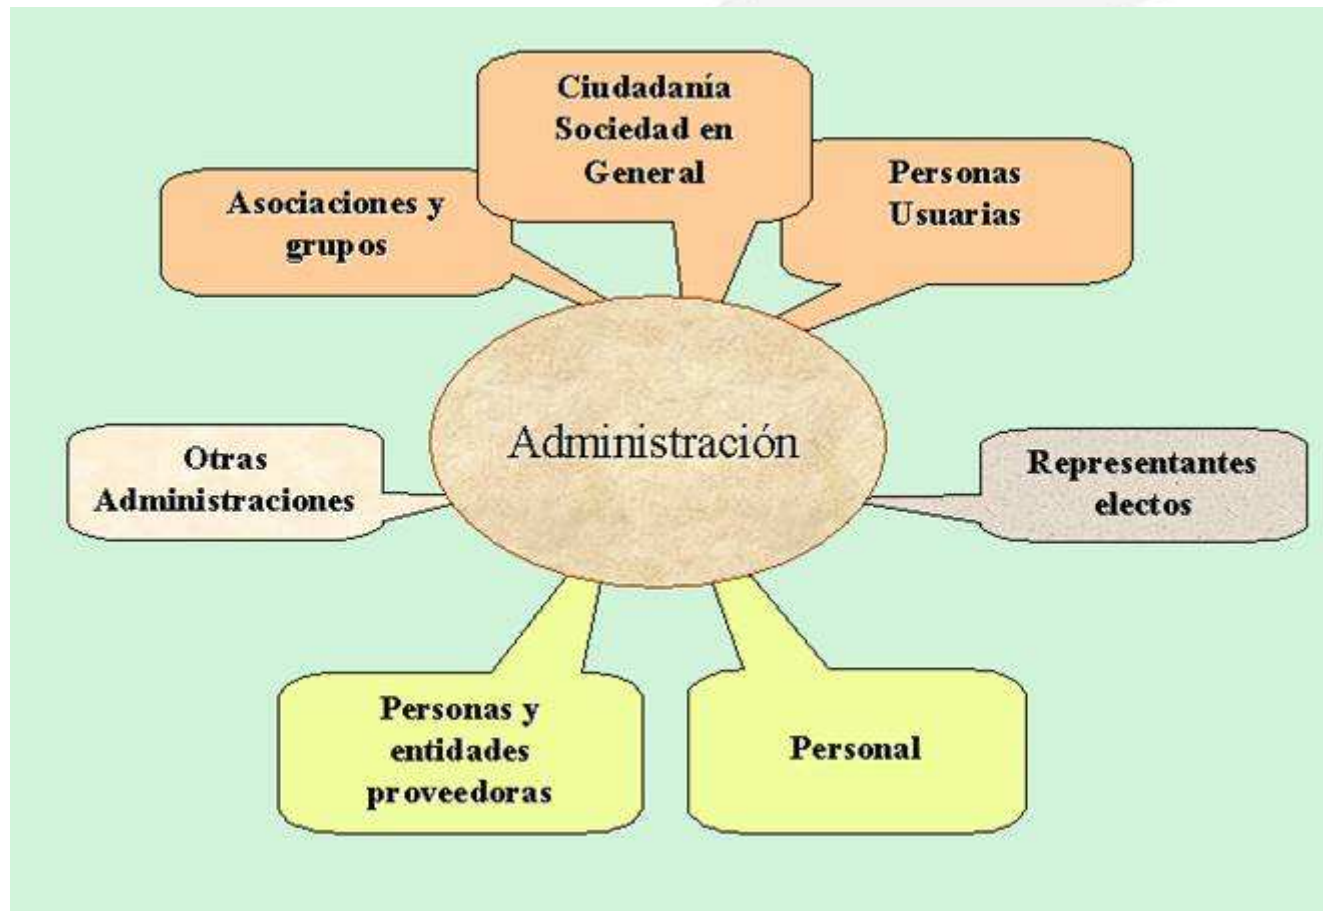 Ciudadanía
Sociedad en
General
Personas
Usuarias
Asociaciones y
grupos
Administración
Otras
Administraciones
Representantes
electos
Personas y
entidades
proveedoras
Personal